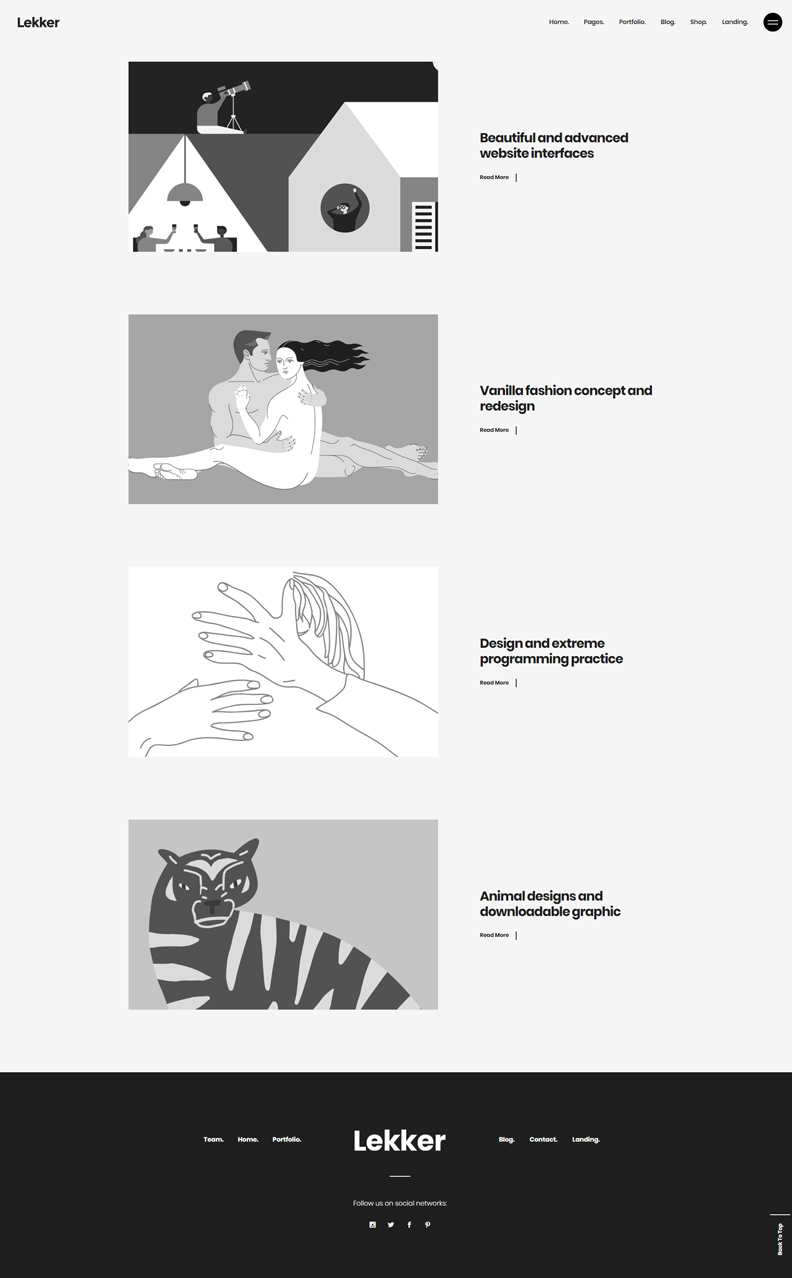 Lekker
Home. Pages. Portfolio. Blog. Shop. Landing.
Beautiful and advanced
website interfaces
Read More
Vanilla fashion concept and
redesign
Read More
Design and extreme
programming practice
Read More
Animal designs and
downloadable graphic
Read More
Team. Home. Portfolio.
Lekker
Blog. Contact. Landing.
Follow us on social networks:
Back To Top